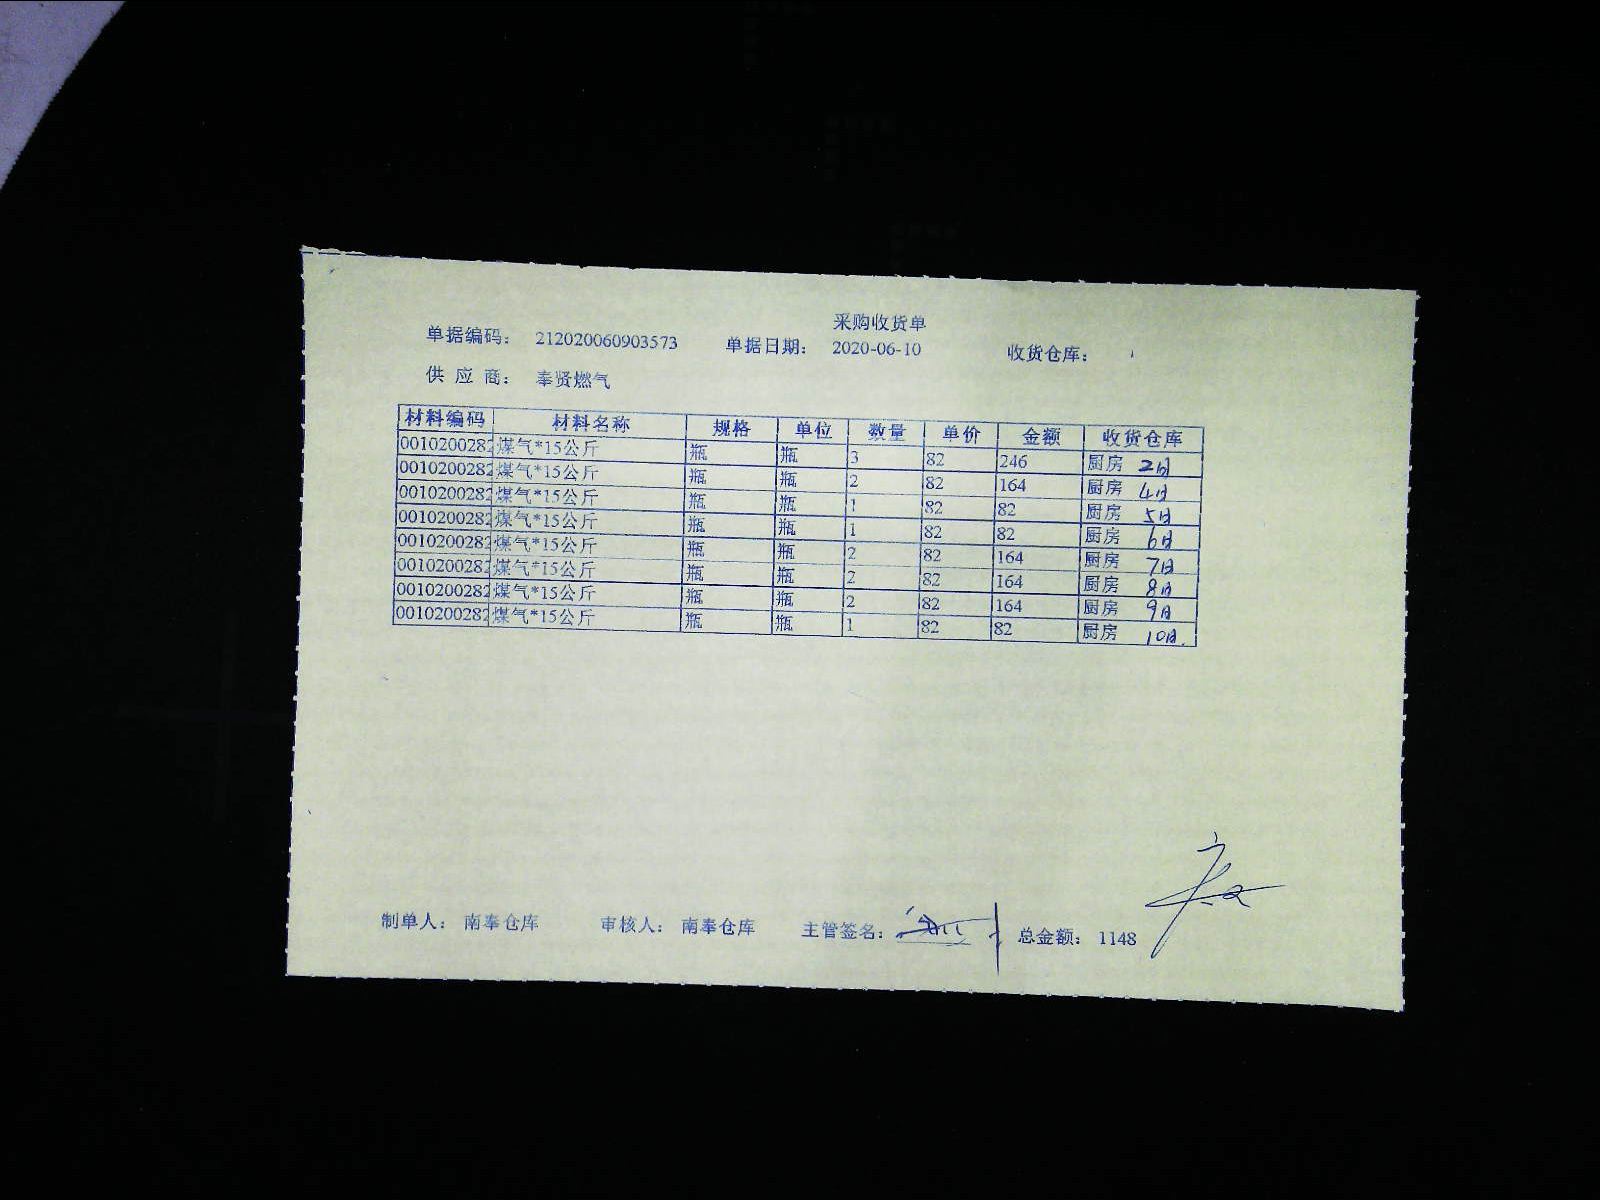 采购收货单
单据编码： 212020060903573 单据日期： 2020-06-10 收货仓库：
供 应 商： 奉贤燃气
材料编码 材料名称 规格 单位 数量 单价 金额 收货仓库
0010200282 煤气*15公斤 瓶 瓶 3 82 246 厨房 2日
0010200282 煤气*15公斤 瓶 瓶 2 82 164 厨房 4日
0010200282 煤气*15公斤 瓶 瓶 1 82 82 厨房 5日
0010200282 煤气*15公斤 瓶 瓶 1 82 82 厨房 6日
0010200282 煤气*15公斤 瓶 瓶 2 82 164 厨房 7日
0010200282 煤气*15公斤 瓶 瓶 2 82 164 厨房 8日
0010200282 煤气*15公斤 瓶 瓶 2 82 164 厨房 9日
0010200282 煤气*15公斤 瓶 瓶 1 82 82 厨房 10日.
制单人： 南奉仓库 审核人： 南奉仓库 主管签名： 总金额： 1148